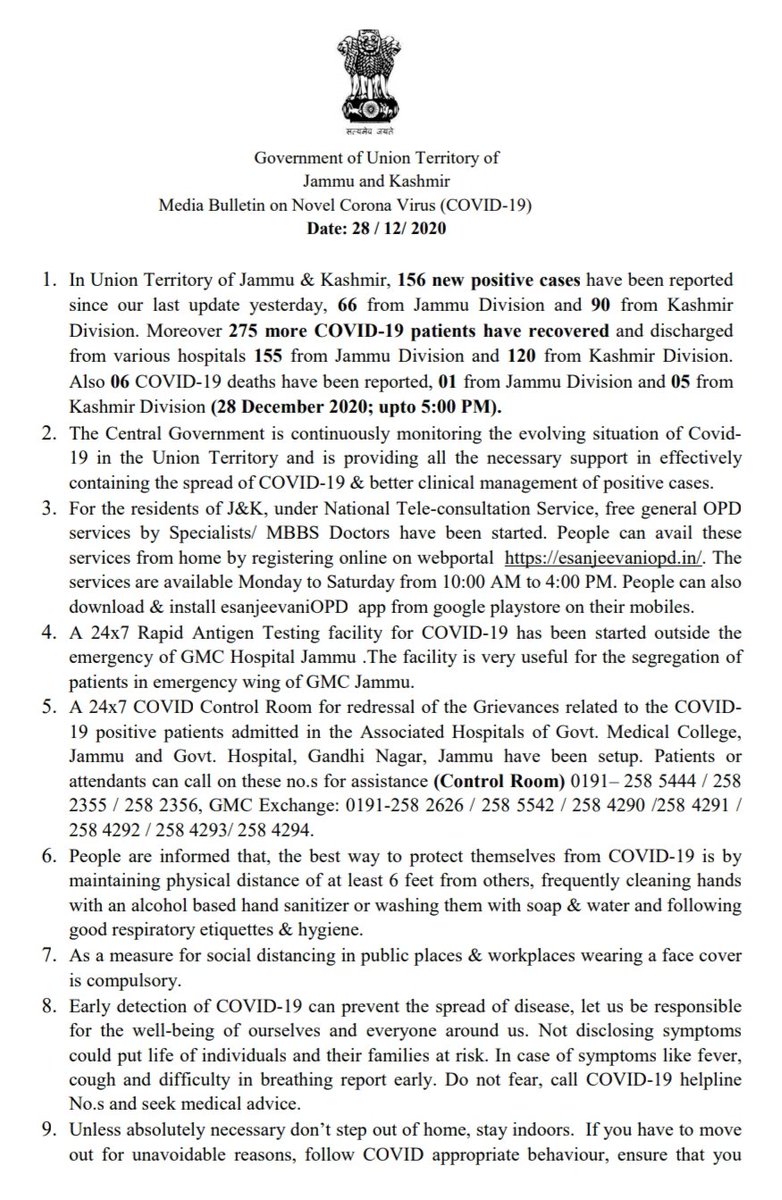 सत्यमेव जयते
Government of Union Territory of
Jammu and Kashmir
Media Bulletin on Novel Corona Virus (COVID-19)
Date: 28 / 12/ 2020
1. In Union Territory of Jammu & Kashmir, 156 new positive cases have been reported
since our last update yesterday, 66 from Jammu Division and 90 from Kashmir
Division. Moreover 275 more COVID-19 patients have recovered and discharged
from various hospitals 155 from Jammu Division and 120 from Kashmir Division.
Also 06 COVID-19 deaths have been reported, 01 from Jammu Division and 05 from
Kashmir Division (28 December 2020; upto 5:00 PM).
2. The Central Government is continuously monitoring the evolving situation of Covid-
19 in the Union Territory and is providing all the necessary support in effectively
containing the spread of COVID-19 & better clinical management of positive cases.
3. For the residents of J&K, under National Tele-consultation Service, free general OPD
services by Specialists/ MBBS Doctors have been started. People can avail these
services from home by registering online on webportal https://esanjeevaniopd.in/. The
services are available Monday to Saturday from 10:00 AM to 4:00 PM. People can also
download & install esanjeevaniOPD app from google playstore on their mobiles.
4. A 24x7 Rapid Antigen Testing facility for COVID-19 has been started outside the
emergency of GMC Hospital Jammu .The facility is very useful for the segregation of
patients in emergency wing of GMC Jammu.
5. A 24x7 COVID Control Room for redressal of the Grievances related to the COVID-
19 positive patients admitted in the Associated Hospitals of Govt. Medical College,
Jammu and Govt. Hospital, Gandhi Nagar, Jammu have been setup. Patients or
attendants can call on these no.s for assistance (Control Room) 0191– 258 5444 / 258
2355 / 258 2356, GMC Exchange: 0191-258 2626 / 258 5542 / 258 4290 /258 4291 /
258 4292 / 258 4293/ 258 4294.
6. People are informed that, the best way to protect themselves from COVID-19 is by
maintaining physical distance of at least 6 feet from others, frequently cleaning hands
with an alcohol based hand sanitizer or washing them with soap & water and following
good respiratory etiquettes & hygiene.
7. As a measure for social distancing in public places & workplaces wearing a face cover
is compulsory.
8. Early detection of COVID-19 can prevent the spread of disease, let us be responsible
for the well-being of ourselves and everyone around us. Not disclosing symptoms
could put life of individuals and their families at risk. In case of symptoms like fever,
cough and difficulty in breathing report early. Do not fear, call COVID-19 helpline
No.s and seek medical advice.
9. Unless absolutely necessary don’t step out of home, stay indoors. If you have to move
out for unavoidable reasons, follow COVID appropriate behaviour, ensure that you